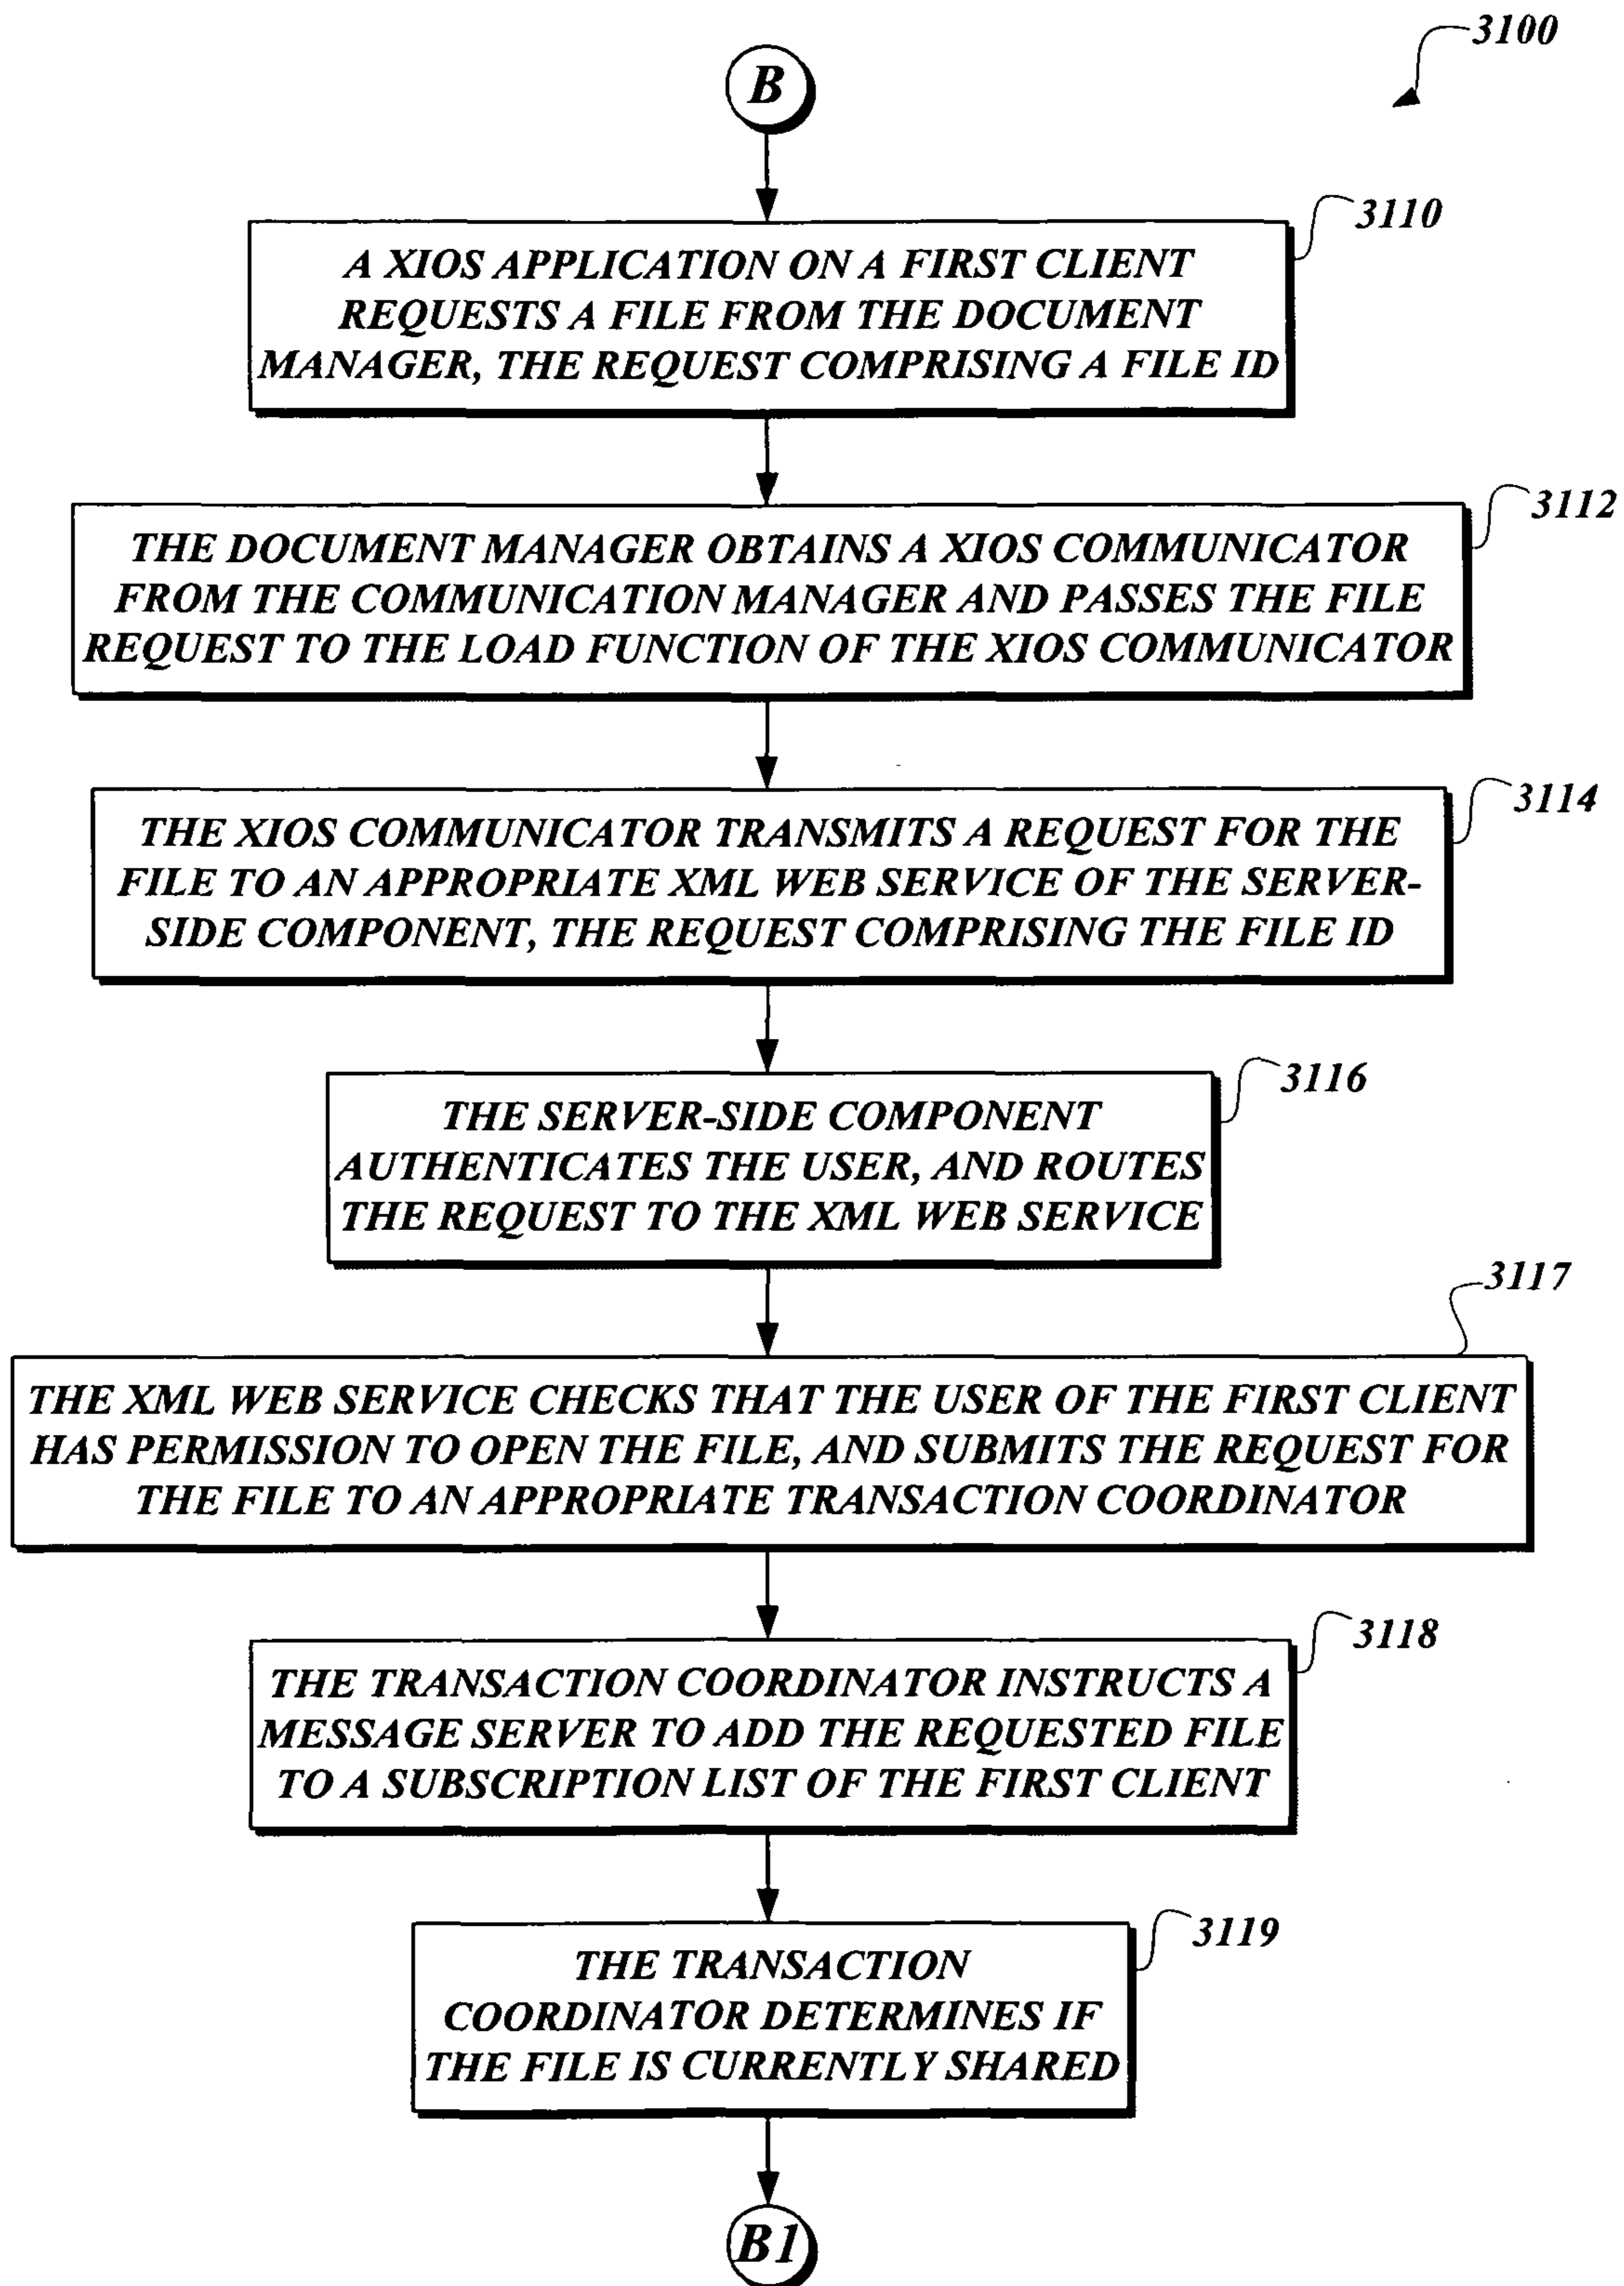 3100
B
3110
A XIOS APPLICATION ON A FIRST CLIENT
REQUESTS A FILE FROM THE DOCUMENT
MANAGER, THE REQUEST COMPRISING A FILE ID
3112
THE DOCUMENT MANAGER OBTAINS A XIOS COMMUNICATOR
FROM THE COMMUNICATION MANAGER AND PASSES THE FILE
REQUEST TO THE LOAD FUNCTION OF THE XIOS COMMUNICATOR
3114
THE XIOS COMMUNICATOR TRANSMITS A REQUEST FOR THE
FILE TO AN APPROPRIATE XML WEB SERVICE OF THE SERVER-
SIDE COMPONENT, THE REQUEST COMPRISING THE FILE ID
3116
THE SERVER-SIDE COMPONENT
AUTHENTICATES THE USER, AND ROUTES
THE REQUEST TO THE XML WEB SERVICE
3117
THE XML WEB SERVICE CHECKS THAT THE USER OF THE FIRST CLIENT
HAS PERMISSION TO OPEN THE FILE, AND SUBMITS THE REQUEST FOR
THE FILE TO AN APPROPRIATE TRANSACTION COORDINATOR
3118
THE TRANSACTION COORDINATOR INSTRUCTS A
MESSAGE SERVER TO ADD THE REQUESTED FILE
TO A SUBSCRIPTION LIST OF THE FIRST CLIENT
3119
THE TRANSACTION
COORDINATOR DETERMINES IF
THE FILE IS CURRENTLY SHARED
B1